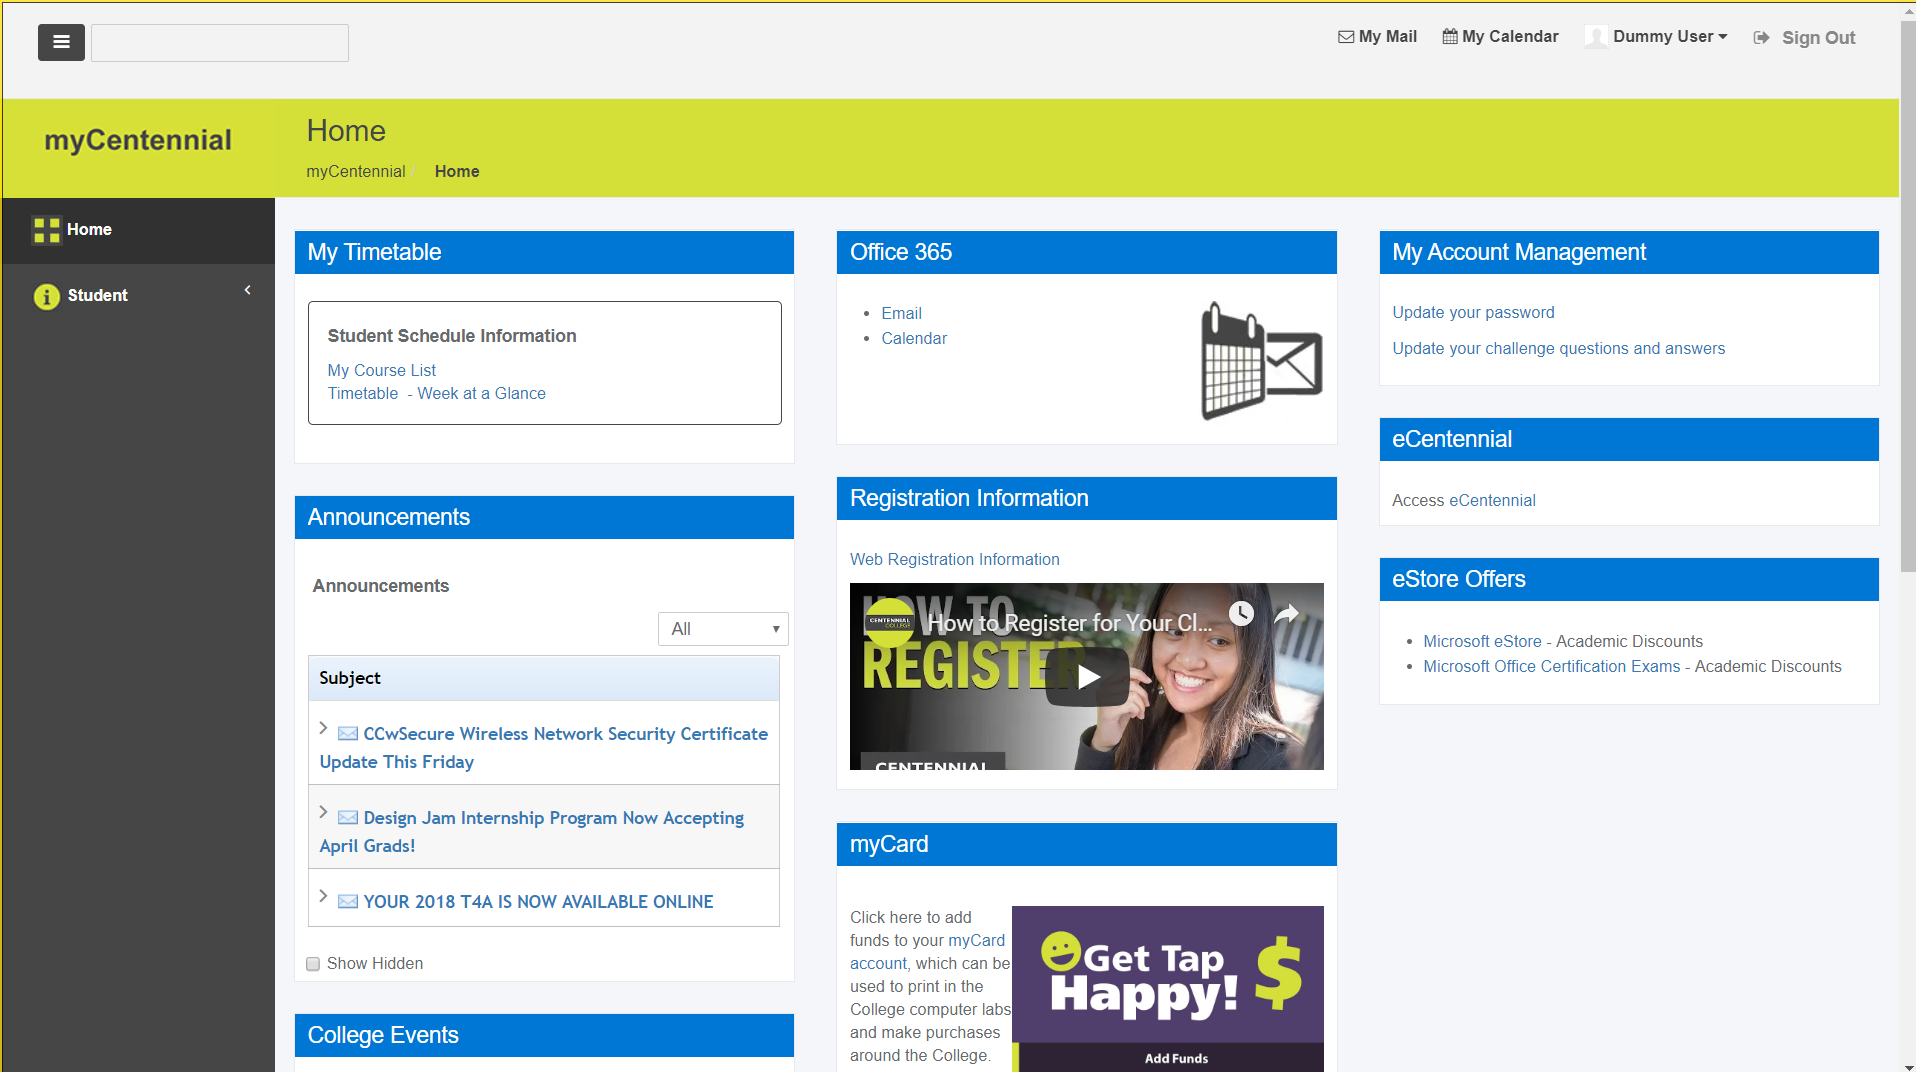 My Mail
My Calendar
Dummy User
Sign Out
myCentennial
Home
myCentennial / Home
Home
Student
My Timetable
Student Schedule Information
My Course List
Timetable - Week at a Glance
Announcements
Announcements
All
Subject
CCwSecure Wireless Network Security Certificate
Update This Friday
Design Jam Internship Program Now Accepting
April Grads!
YOUR 2018 T4A IS NOW AVAILABLE ONLINE
Show Hidden
College Events
Office 365
Email
Calendar
Registration Information
Web Registration Information
HOW TO
REGISTER
CENTENNIAL
COLLEGE
How to Register for Your Cl...
CENTENNIAL
myCard
Click here to add
funds to your myCard
account, which can be
used to print in the
College computer labs
and make purchases
around the College.
Get Tap
Happy!
$
Add Funds
My Account Management
Update your password
Update your challenge questions and answers
eCentennial
Access eCentennial
eStore Offers
Microsoft eStore - Academic Discounts
Microsoft Office Certification Exams - Academic Discounts